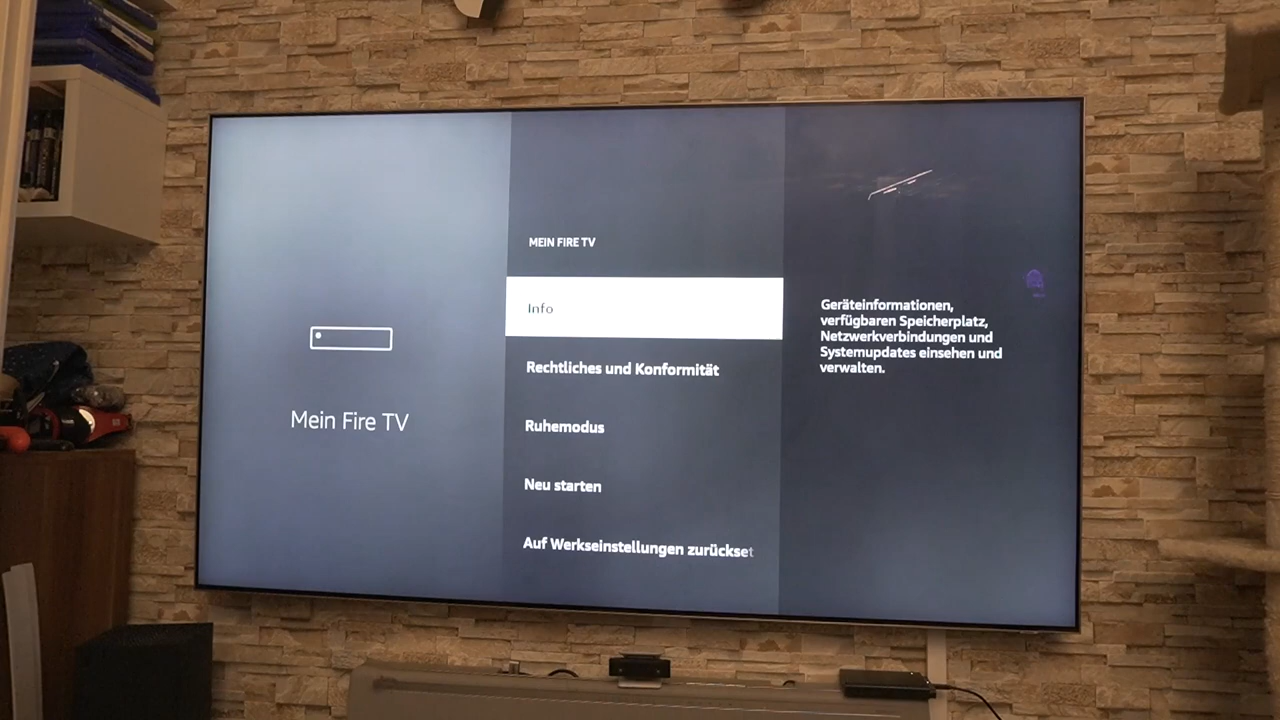 MEIN FIRE TV
Info
Rechtliches und Konformität
Ruhemodus
Neu starten
Auf Werkseinstellungen zurückset
Mein Fire TV
Geräteinformationen,
verfügbaren Speicherplatz,
Netzwerkverbindungen und
Systemupdates einsehen und
verwalten.